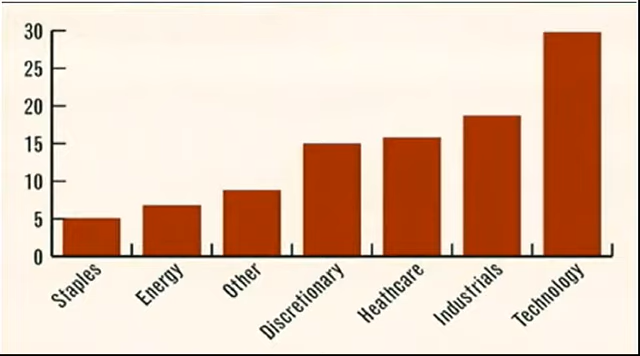 30
25
20
15
10
5
0
Staples
Energy
Other
Discretionary
Heathcare
Industrials
Technology